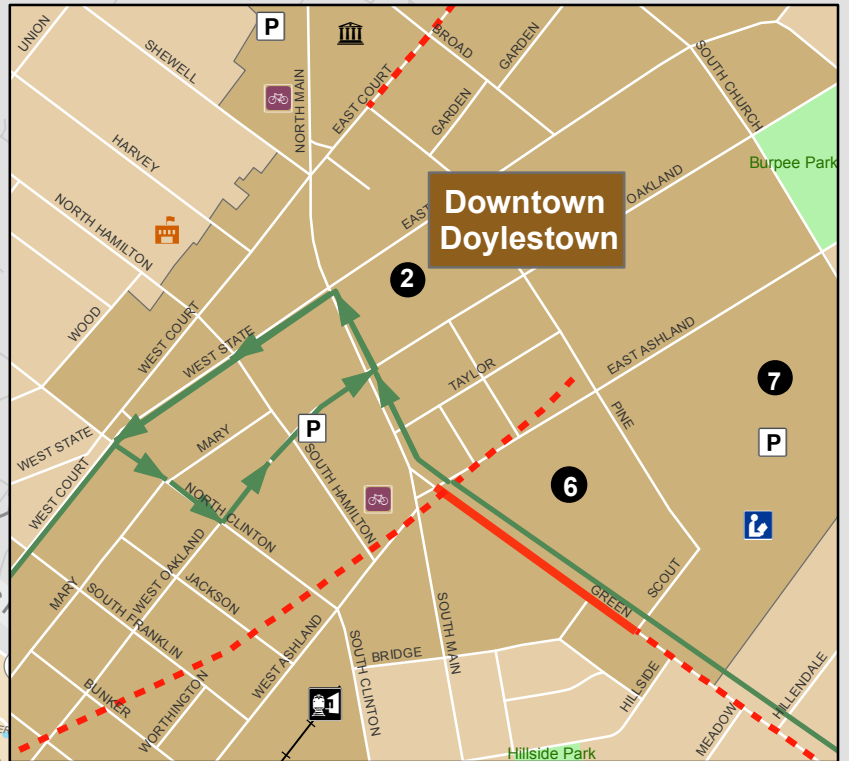 UNION
SHEWELL
P
NORTH MAIN
EAST COURT
BROAD
GARDEN
GARDEN
SOUTH CHURCH
Burpee Park
HARVEY
NORTH HAMILTON
Downtown
Doylestown
EAST
OAKLAND
2
WOOD
WEST COURT
WEST STATE
EAST ASHLAND
TAYLOR
7
P
PINE
WEST STATE
MARY
P
SOUTH HAMILTON
WEST COURT
NORTH CLINTON
6
WEST OAKLAND
JACKSON
MARY
SOUTH FRANKLIN
WEST ASHLAND
SOUTH CLINTON
BRIDGE
SOUTH MAIN
GREEN
SCOUT
HILLSIDE
HILLENDALE
MEADOW
BUNKER
WORTHINGTON
Hillside Park